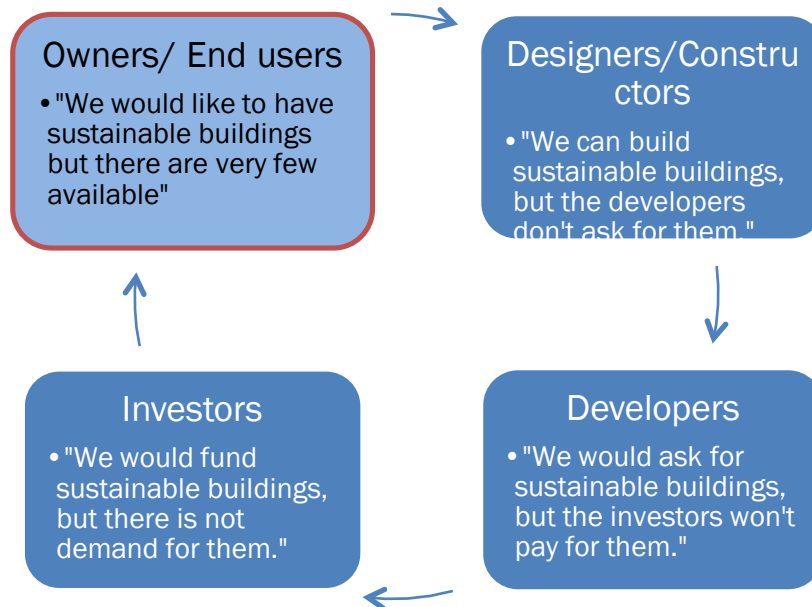 Owners/ End users
•"We would like to have
sustainable buildings
but there are very few
available"
Designers/Constru
ctors
•"We can build
sustainable buildings,
but the developers
don't ask for them."
Developers
•"We would ask for
sustainable buildings,
but the investors won't
pay for them."
Investors
•"We would fund
sustainable buildings,
but there is not
demand for them."